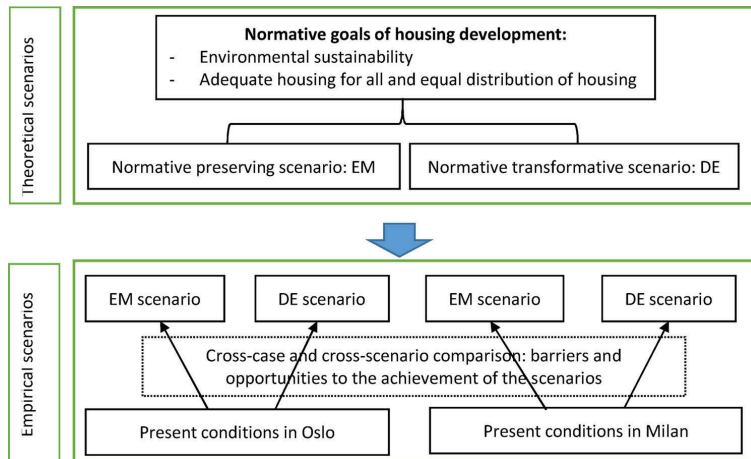 Theoretical scenarios
Normative goals of housing development:
- Environmental sustainability
- Adequate housing for all and equal distribution of housing
Normative preserving scenario: EM
Normative transformative scenario: DE
Empirical scenarios
EM scenario
DE scenario
EM scenario
DE scenario
Cross-case and cross-scenario comparison: barriers and
opportunities to the achievement of the scenarios
Present conditions in Oslo
Present conditions in Milan